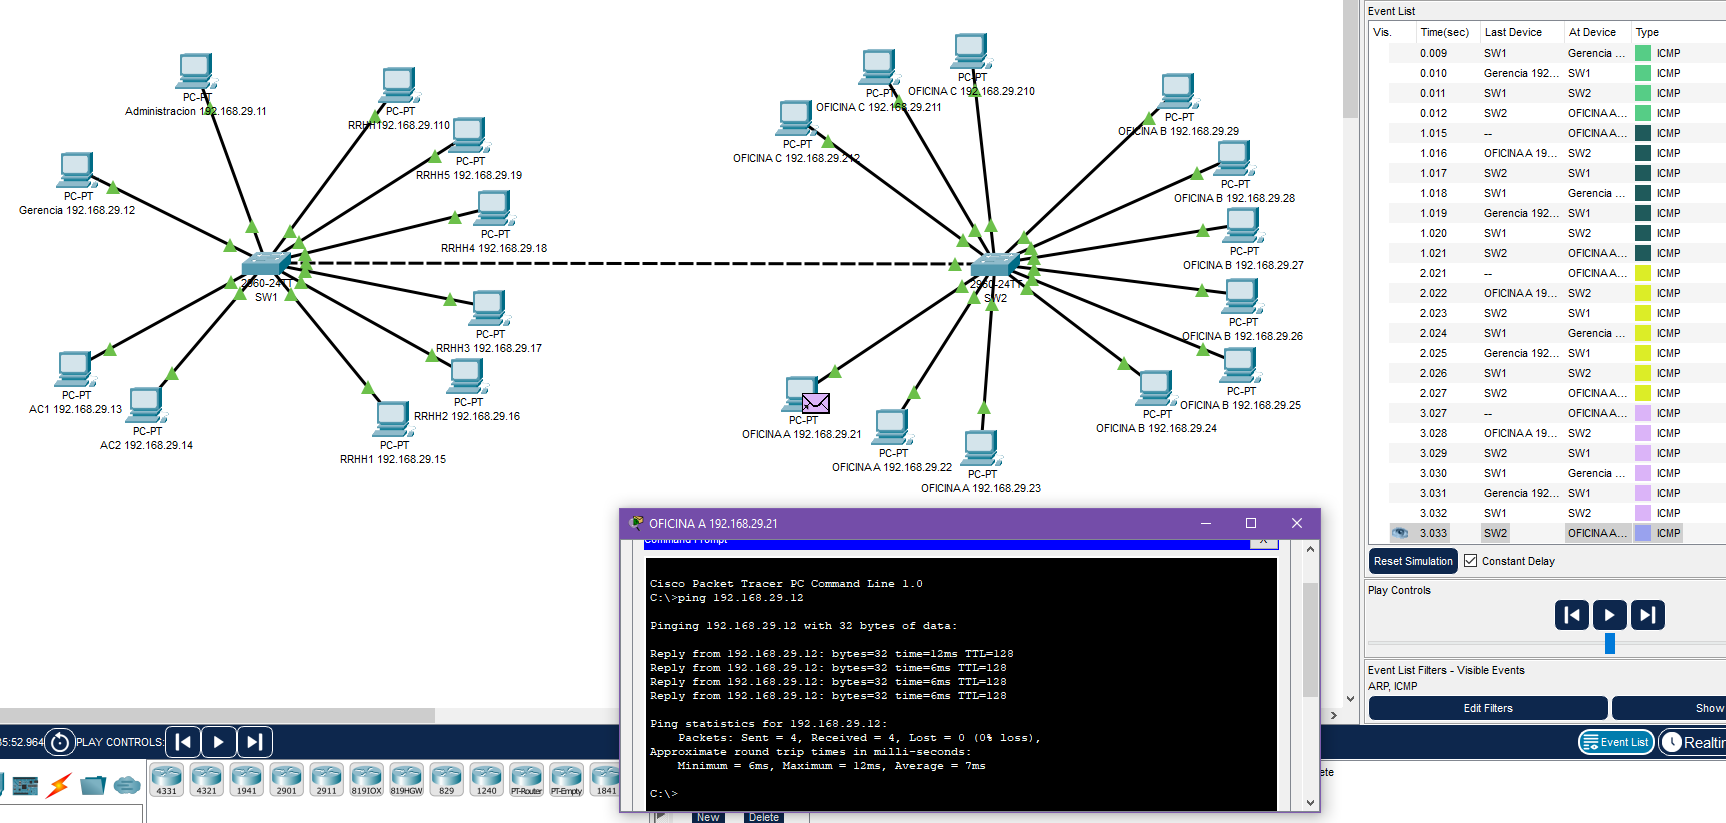 PC-PT
Administracion 192.168.29.11
PC-PT
Gerencia 192.168.29.12
PC-PT
RRHH192.168.29.110
PC-PT
RRHH5 192.168.29.19
PC-PT
RRHH4 192.168.29.18
2960-24TT
SW1
PC-PT
RRHH3 192.168.29.17
PC-PT
RRHH2 192.168.29.16
PC-PT
RRHH1 192.168.29.15
PC-PT
AC1 192.168.29.13
PC-PT
AC2 192.168.29.14
PC-PT
OFICINA C 192.168.29.210
PC-PT
OFICINA C 192.168.29.211
PC-PT
OFICINA C 192.168.29.212
PC-PT
OFICINA B 192.168.29.29
PC-PT
OFICINA B 192.168.29.28
PC-PT
OFICINA B 192.168.29.27
2960-24TT
SW2
PC-PT
OFICINA B 192.168.29.26
PC-PT
OFICINA B 192.168.29.25
PC-PT
OFICINA B 192.168.29.24
PC-PT
OFICINA A 192.168.29.21
PC-PT
OFICINA A 192.168.29.22
PC-PT
OFICINA A 192.168.29.23
Event List
Vis. Time(sec) Last Device At Device Type
0.009 SW1 Gerencia ... ICMP
0.010 Gerencia 192... SW1 ICMP
0.011 SW1 SW2 ICMP
0.012 SW2 OFICINA A... ICMP
1.015 -- OFICINA A... ICMP
1.016 OFICINA A 19... SW2 ICMP
1.017 SW2 SW1 ICMP
1.018 SW1 Gerencia ... ICMP
1.019 Gerencia 192... SW1 ICMP
1.020 SW1 SW2 ICMP
1.021 SW2 OFICINA A... ICMP
2.021 -- OFICINA A... ICMP
2.022 OFICINA A 19... SW2 ICMP
2.023 SW2 SW1 ICMP
2.024 SW1 Gerencia ... ICMP
2.025 Gerencia 192... SW1 ICMP
2.026 SW1 SW2 ICMP
2.027 SW2 OFICINA A... ICMP
3.027 -- OFICINA A... ICMP
3.028 OFICINA A 19... SW2 ICMP
3.029 SW2 SW1 ICMP
3.030 SW1 Gerencia ... ICMP
3.031 Gerencia 192... SW1 ICMP
3.032 SW1 SW2 ICMP
3.033 SW2 OFICINA A... ICMP
Reset Simulation Constant Delay
Play Controls
Event List Filters - Visible Events
ARP, ICMP
Edit Filters Show
OFICINA A 192.168.29.21
Command Prompt X
Cisco Packet Tracer PC Command Line 1.0
C:\>ping 192.168.29.12
Pinging 192.168.29.12 with 32 bytes of data:
Reply from 192.168.29.12: bytes=32 time=12ms TTL=128
Reply from 192.168.29.12: bytes=32 time=6ms TTL=128
Reply from 192.168.29.12: bytes=32 time=6ms TTL=128
Reply from 192.168.29.12: bytes=32 time=6ms TTL=128
Ping statistics for 192.168.29.12:
Packets: Sent = 4, Received = 4, Lost = 0 (0% loss),
Approximate round trip times in milli-seconds:
Minimum = 6ms, Maximum = 12ms, Average = 7ms
C:\>
35:52.964 PLAY CONTROLS: Event List Realtim
4331 4321 1941 2901 2911 819IOX 819HGW 829 1240 PT-Router PT-Empty 1841
New Delete